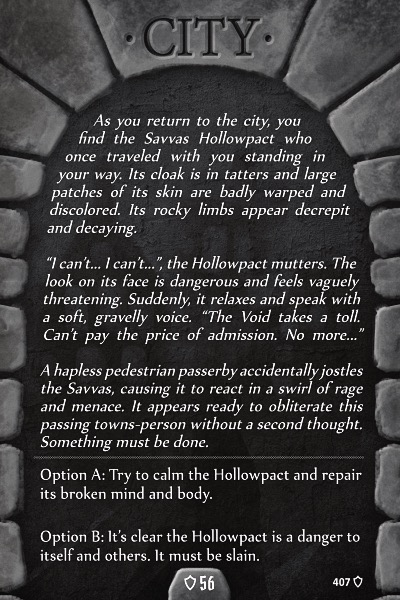 ·CITY·
As you return to the city, you
find the Savvas Hollowpact who
once traveled with you standing in
your way. Its cloak is in tatters and large
patches of its skin are badly warped and
discolored. Its rocky limbs appear decrepit
and decaying.
“I can’t... I can’t...”, the Hollowpact mutters. The
look on its face is dangerous and feels vaguely
threatening. Suddenly, it relaxes and speak with
a soft, gravelly voice. “The Void takes a toll.
Can’t pay the price of admission. No more...”
A hapless pedestrian passerby accidentally jostles
the Savvas, causing it to react in a swirl of rage
and menace. It appears ready to obliterate this
passing towns-person without a second thought.
Something must be done.
Option A: Try to calm the Hollowpact and repair
its broken mind and body.
Option B: It’s clear the Hollowpact is a danger to
itself and others. It must be slain.
56
407